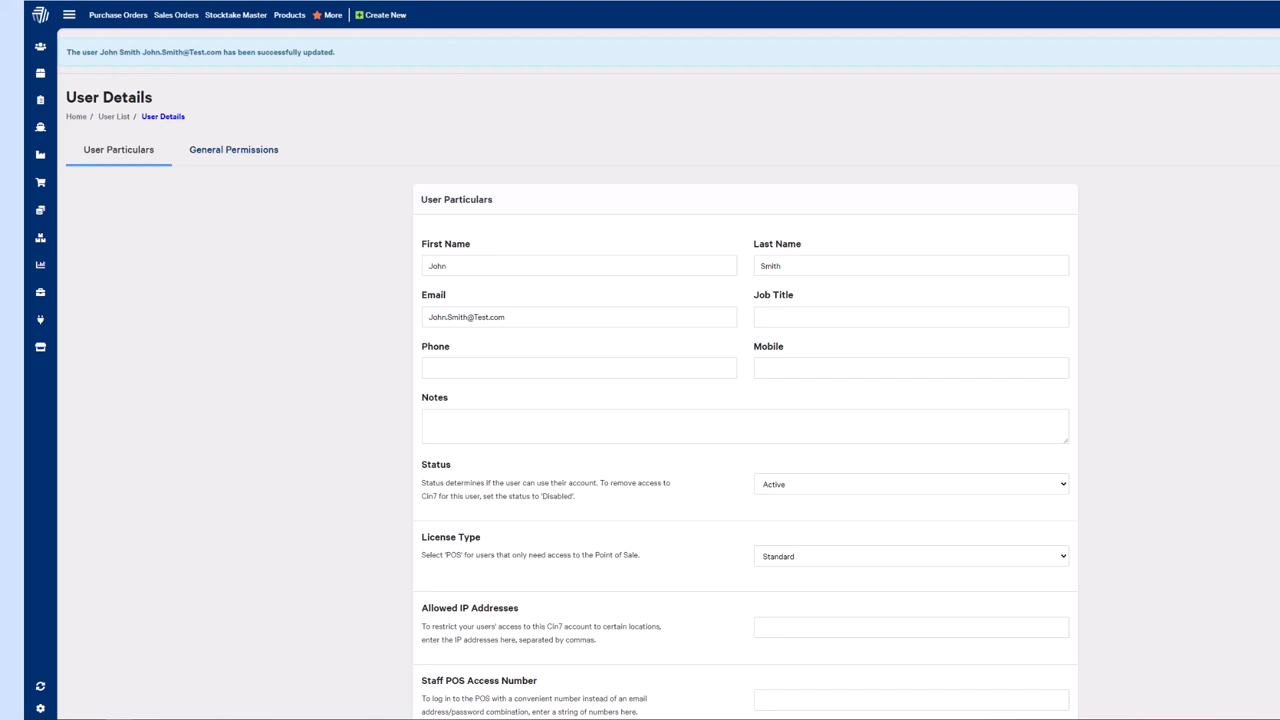 Purchase Orders Sales Orders Stocktake Master Products More Create New
The user John Smith John.Smith@Test.com has been successfully updated.
User Details
Home / User List / User Details
User Particulars General Permissions
User Particulars
First Name Last Name
John Smith
Email Job Title
John.Smith@Test.com
Phone Mobile
Notes
Status
Status determines if the user can use their account. To remove access to
Cin7 for this user, set the status to 'Disabled'.
Active
License Type
Select 'POS' for users that only need access to the Point of Sale.
Standard
Allowed IP Addresses
To restrict your users' access to this Cin7 account to certain locations,
enter the IP addresses here, separated by commas.
Staff POS Access Number
To log in to the POS with a convenient number instead of an email
address/password combination, enter a string of numbers here.